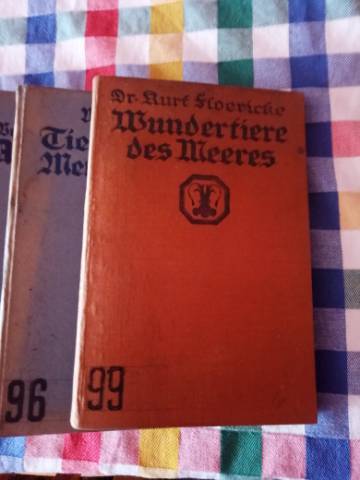 Dr. Kurt Floericke
Wundertiere
des Meeres
99
Tie
Me
96